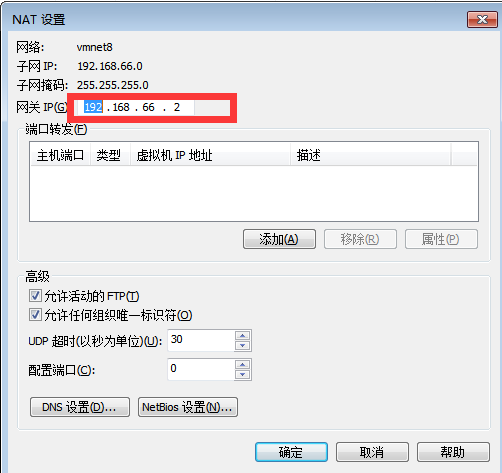 NAT 设置
网络: vmnet8
子网 IP: 192.168.66.0
子网掩码: 255.255.255.0
网关 IP(G) 192 .168 . 66 . 2
端口转发(F)
主机端口 类型 虚拟机 IP 地址 描述
添加(A) 移除(R) 属性(P)
高级
允许活动的 FTP(T)
允许任何组织唯一标识符(O)
UDP 超时(以秒为单位)(U): 30
配置端口(C): 0
DNS 设置(D)... NetBios 设置(N)...
确定 取消 帮助